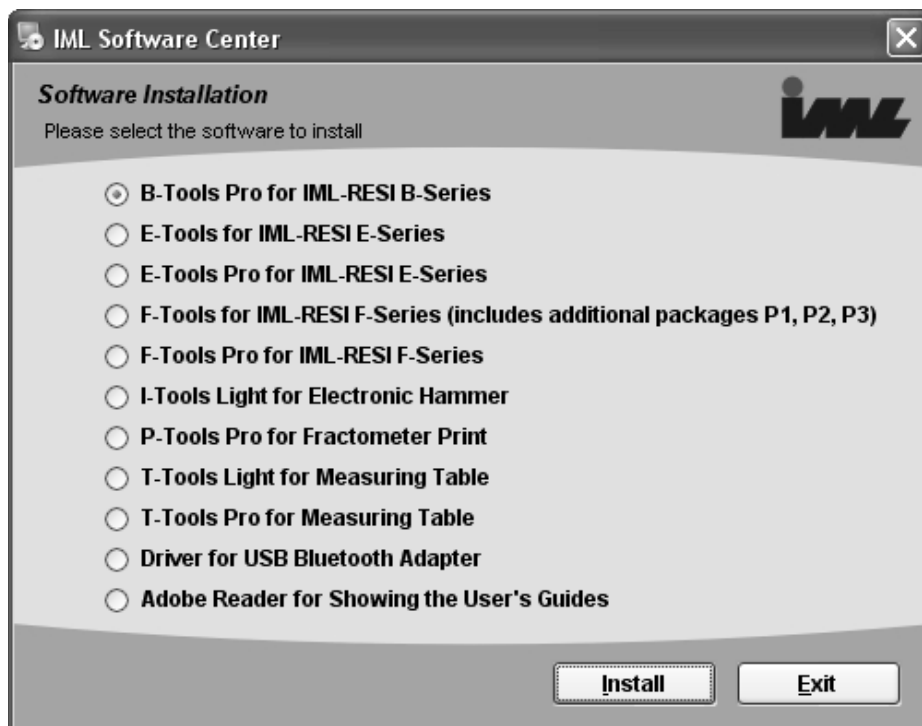 IML Software Center
Software Installation
Please select the software to install
iML
B-Tools Pro for IML-RESI B-Series
E-Tools for IML-RESI E-Series
E-Tools Pro for IML-RESI E-Series
F-Tools for IML-RESI F-Series (includes additional packages P1, P2, P3)
F-Tools Pro for IML-RESI F-Series
I-Tools Light for Electronic Hammer
P-Tools Pro for Fractometer Print
T-Tools Light for Measuring Table
T-Tools Pro for Measuring Table
Driver for USB Bluetooth Adapter
Adobe Reader for Showing the User's Guides
Install Exit